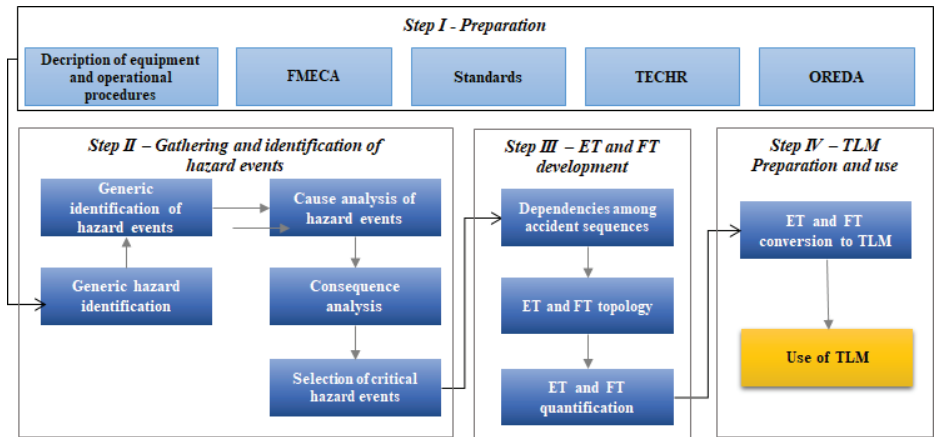 Step I - Preparation
Decription of equipment
and operational
procedures
FMECA
Standards
TECHR
OREDA
Step II – Gathering and identification of
hazard events
Generic
identification of
hazard events
Generic hazard
identification
Cause analysis of
hazard events
Consequence
analysis
Selection of critical
hazard events
Step III – ET and FT
development
Dependencies among
accident sequences
ET and FT topology
ET and FT
quantification
Step IV – TLM
Preparation and use
ET and FT
conversion to TLM
Use of TLM